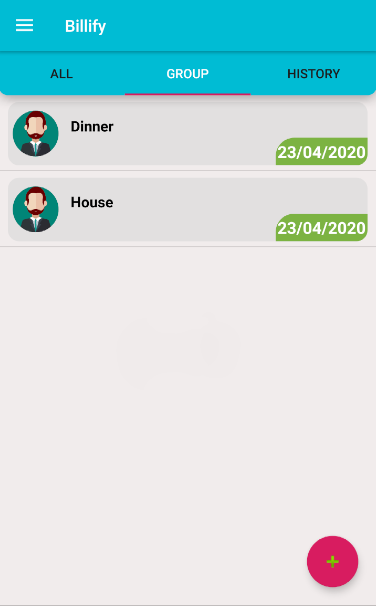 Billify
ALL GROUP HISTORY
Dinner
23/04/2020
House
23/04/2020
+